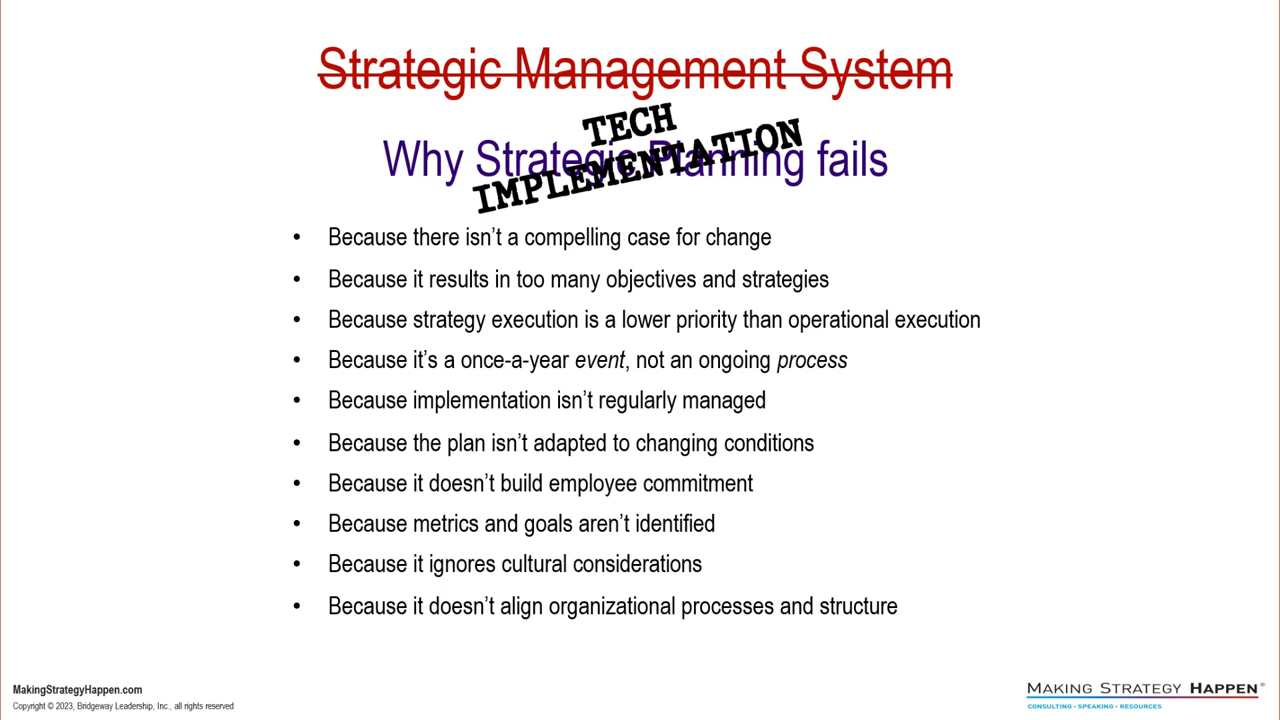 Strategic Management System
TECH
IMPLEMENTATION
Why Strategic Planning fails
• Because there isn’t a compelling case for change
• Because it results in too many objectives and strategies
• Because strategy execution is a lower priority than operational execution
• Because it’s a once-a-year event, not an ongoing process
• Because implementation isn’t regularly managed
• Because the plan isn’t adapted to changing conditions
• Because it doesn’t build employee commitment
• Because metrics and goals aren’t identified
• Because it ignores cultural considerations
• Because it doesn’t align organizational processes and structure
MakingStrategyHappen.com
Copyright © 2023, Bridgeway Leadership, Inc., all rights reserved
MAKING STRATEGY HAPPEN®
CONSULTING • SPEAKING • RESOURCES